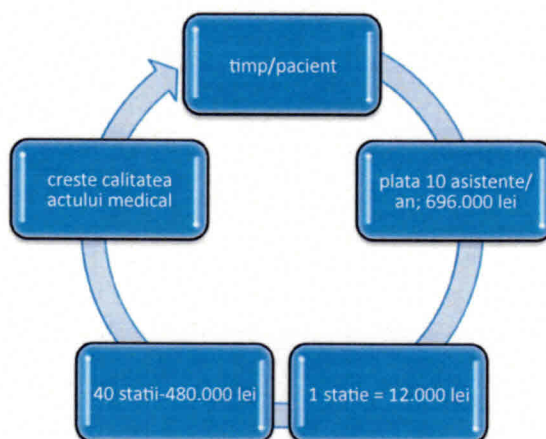 timp/pacient
plata 10 asistente/
an; 696.000 lei
1 statie = 12.000 lei
40 statii-480.000 lei
creste calitatea
actului medical